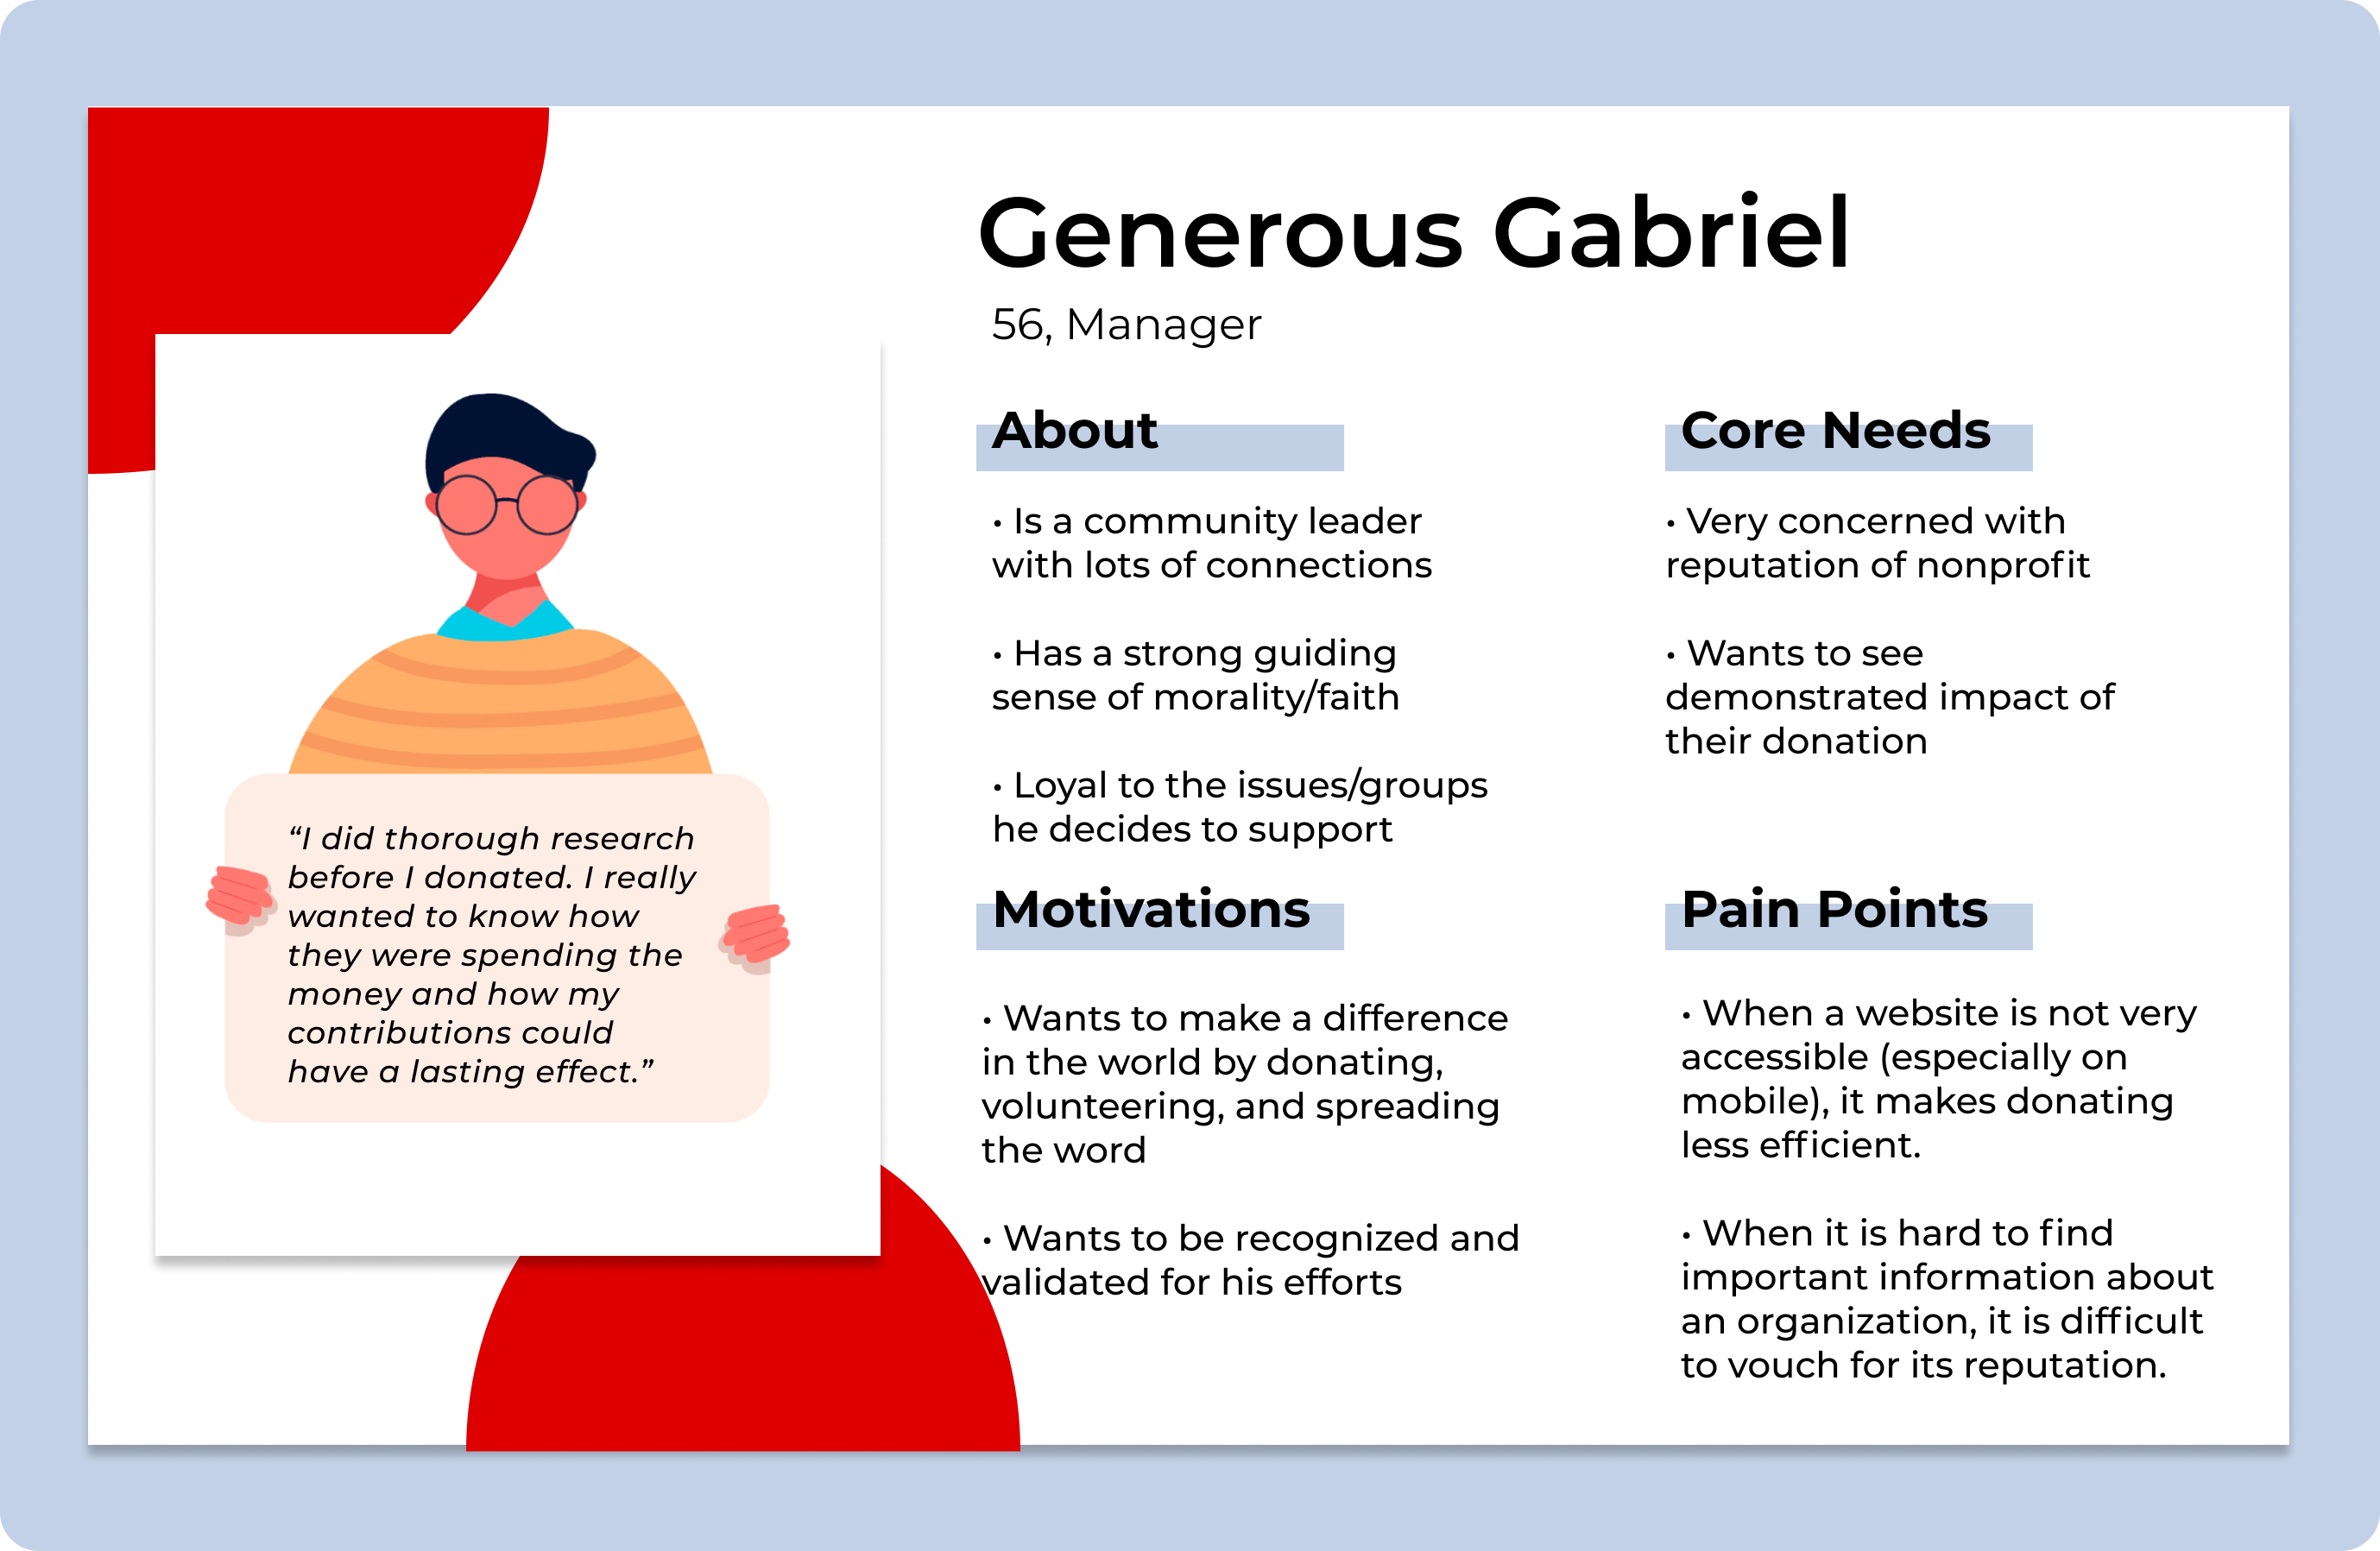 Generous Gabriel
56, Manager
About
• Is a community leader
with lots of connections
• Has a strong guiding
sense of morality/faith
• Loyal to the issues/groups
he decides to support
Core Needs
• Very concerned with
reputation of nonprofit
• Wants to see
demonstrated impact of
their donation
“I did thorough research
before I donated. I really
wanted to know how
they were spending the
money and how my
contributions could
have a lasting effect.”
Motivations
• Wants to make a difference
in the world by donating,
volunteering, and spreading
the word
• Wants to be recognized and
validated for his efforts
Pain Points
• When a website is not very
accessible (especially on
mobile), it makes donating
less efficient.
• When it is hard to find
important information about
an organization, it is difficult
to vouch for its reputation.